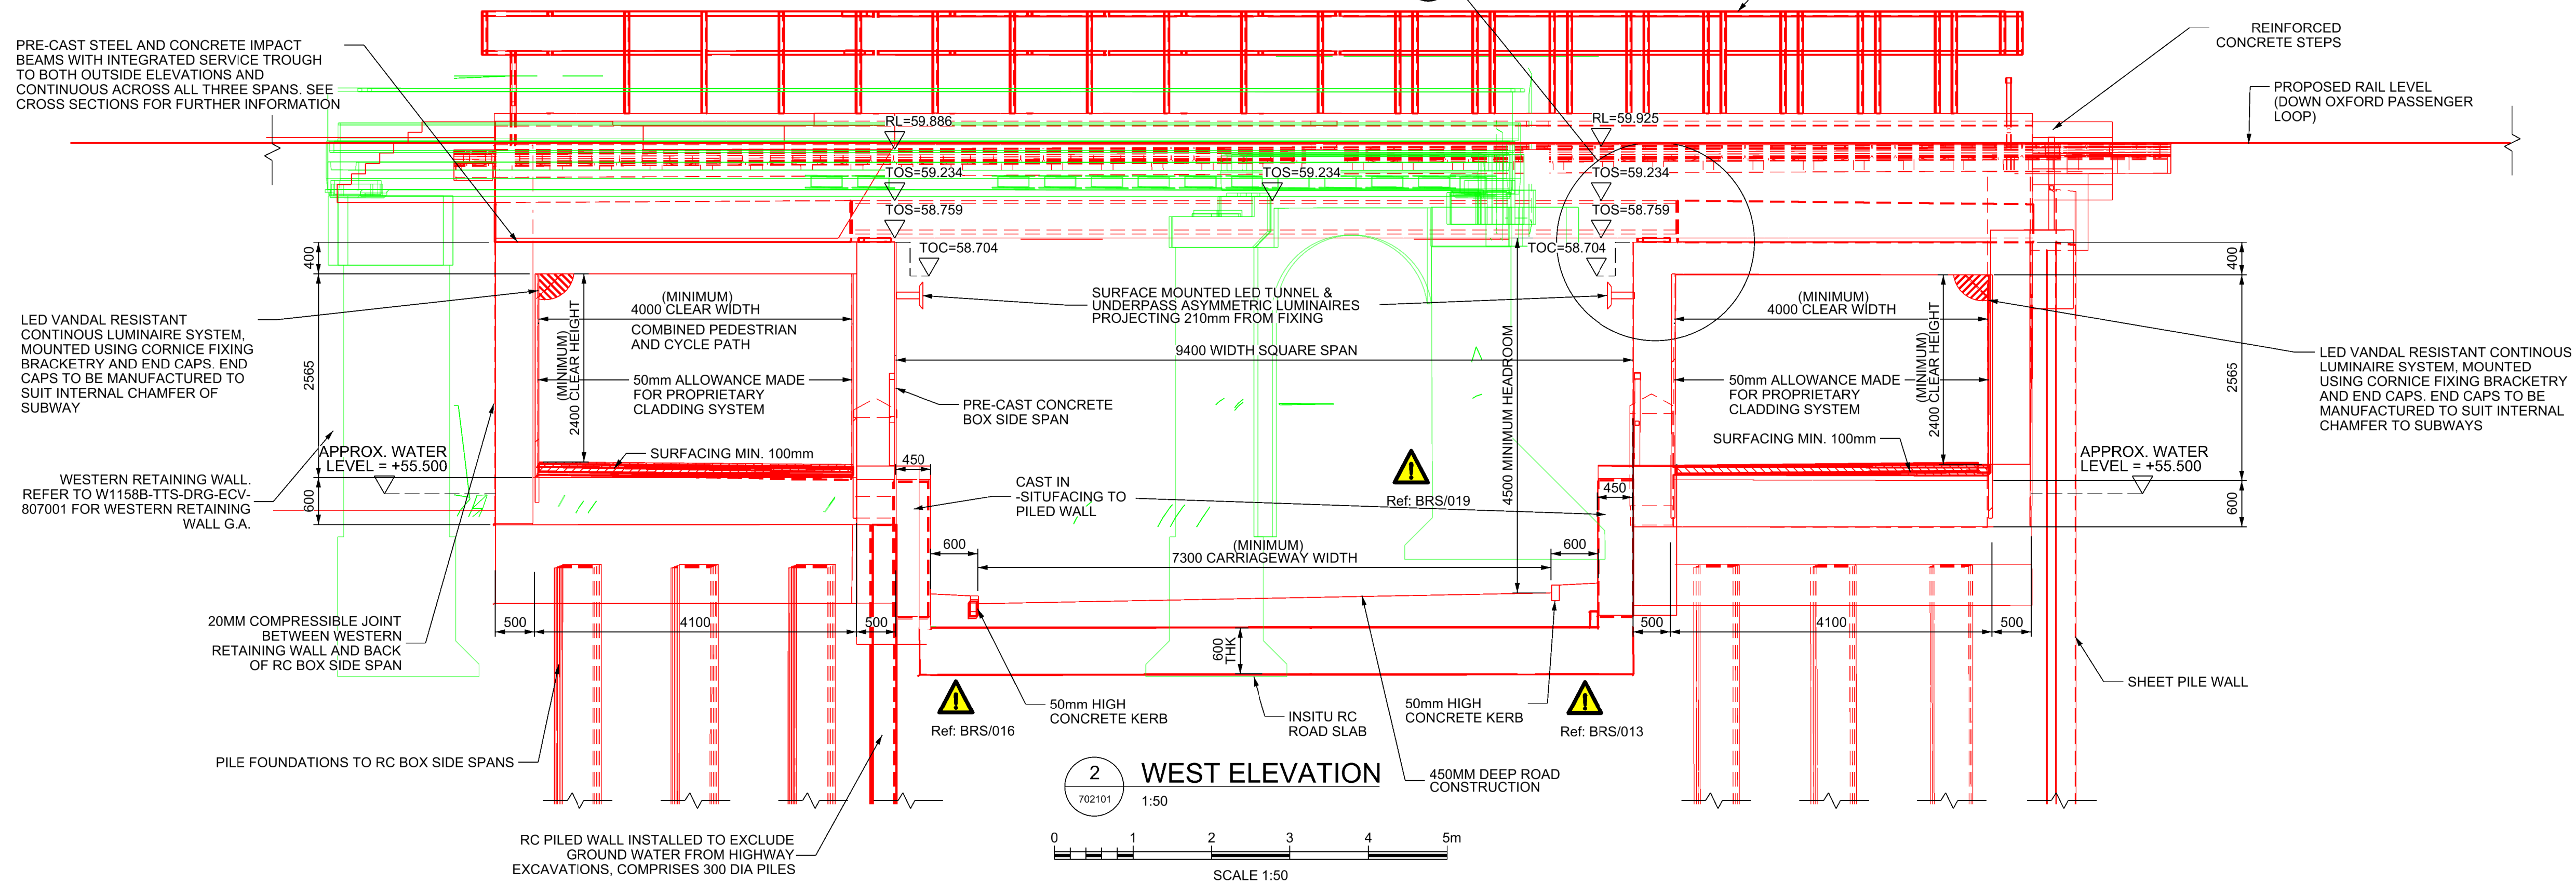 PRE-CAST STEEL AND CONCRETE IMPACT
BEAMS WITH INTEGRATED SERVICE TROUGH
TO BOTH OUTSIDE ELEVATIONS AND
CONTINUOUS ACROSS ALL THREE SPANS. SEE
CROSS SECTIONS FOR FURTHER INFORMATION
REINFORCED
CONCRETE STEPS
PROPOSED RAIL LEVEL
(DOWN OXFORD PASSENGER
LOOP)
RL=59.886
RL=59.925
TOS=59.234
TOS=59.234
TOS=59.234
TOS=58.759
TOS=58.759
TOC=58.704
TOC=58.704
400
2565
600
400
2565
600
LED VANDAL RESISTANT
CONTINOUS LUMINAIRE SYSTEM,
MOUNTED USING CORNICE FIXING
BRACKETRY AND END CAPS. END
CAPS TO BE MANUFACTURED TO
SUIT INTERNAL CHAMFER OF
SUBWAY
(MINIMUM)
4000 CLEAR WIDTH
COMBINED PEDESTRIAN
AND CYCLE PATH
(MINIMUM)
2400 CLEAR HEIGHT
50mm ALLOWANCE MADE
FOR PROPRIETARY
CLADDING SYSTEM
SURFACING MIN. 100mm
SURFACE MOUNTED LED TUNNEL &
UNDERPASS ASYMMETRIC LUMINAIRES
PROJECTING 210mm FROM FIXING
9400 WIDTH SQUARE SPAN
4500 MINIMUM HEADROOM
PRE-CAST CONCRETE
BOX SIDE SPAN
(MINIMUM)
4000 CLEAR WIDTH
(MINIMUM)
2400 CLEAR HEIGHT
50mm ALLOWANCE MADE
FOR PROPRIETARY
CLADDING SYSTEM
SURFACING MIN. 100mm
LED VANDAL RESISTANT CONTINOUS
LUMINAIRE SYSTEM, MOUNTED
USING CORNICE FIXING BRACKETRY
AND END CAPS. END CAPS TO BE
MANUFACTURED TO SUIT INTERNAL
CHAMFER TO SUBWAYS
APPROX. WATER
LEVEL = +55.500
APPROX. WATER
LEVEL = +55.500
WESTERN RETAINING WALL.
REFER TO W1158B-TTS-DRG-ECV-
807001 FOR WESTERN RETAINING
WALL G.A.
450
450
CAST IN
-SITUFACING TO
PILED WALL
Ref: BRS/019
600
(MINIMUM)
7300 CARRIAGEWAY WIDTH
600
20MM COMPRESSIBLE JOINT
BETWEEN WESTERN
RETAINING WALL AND BACK
OF RC BOX SIDE SPAN
500
4100
500
500
4100
500
600
THK
SHEET PILE WALL
50mm HIGH
CONCRETE KERB
INSITU RC
ROAD SLAB
50mm HIGH
CONCRETE KERB
Ref: BRS/016
Ref: BRS/013
PILE FOUNDATIONS TO RC BOX SIDE SPANS
2
702101
WEST ELEVATION
1:50
450MM DEEP ROAD
CONSTRUCTION
RC PILED WALL INSTALLED TO EXCLUDE
GROUND WATER FROM HIGHWAY
EXCAVATIONS, COMPRISES 300 DIA PILES
0 1 2 3 4 5m
SCALE 1:50